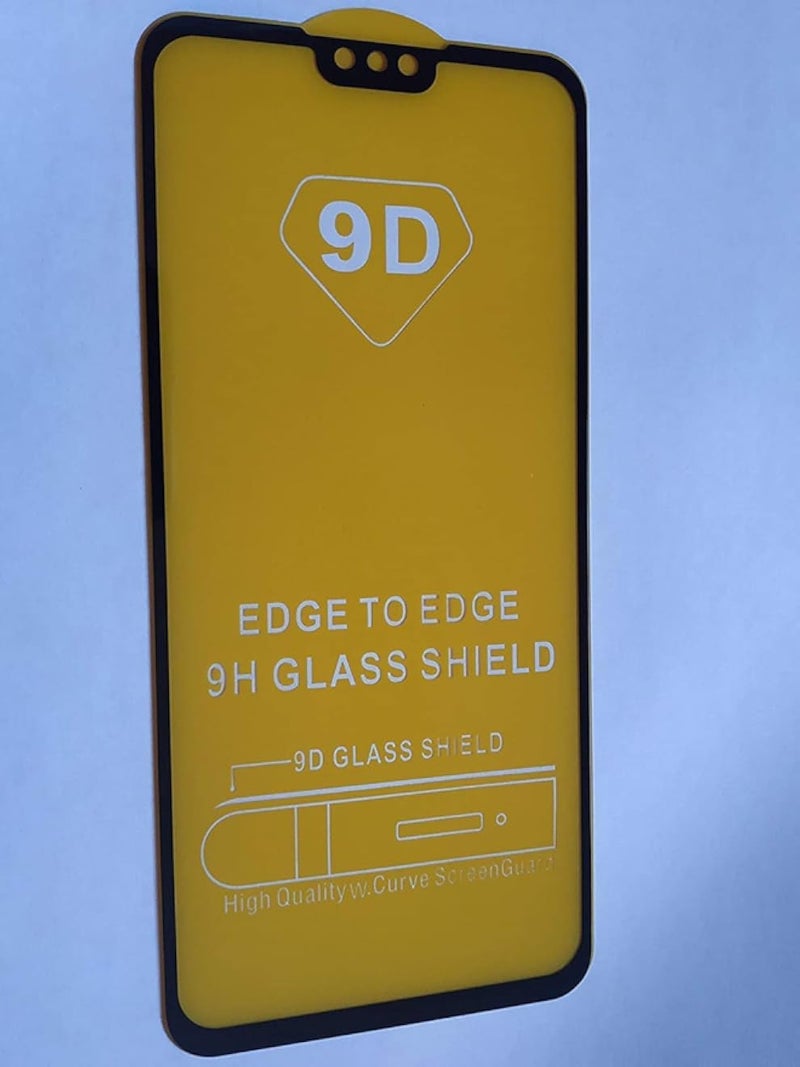 9D
EDGE TO EDGE
9H GLASS SHIELD
9D GLASS SHIELD
High Quality W.Curve ScreenGuard